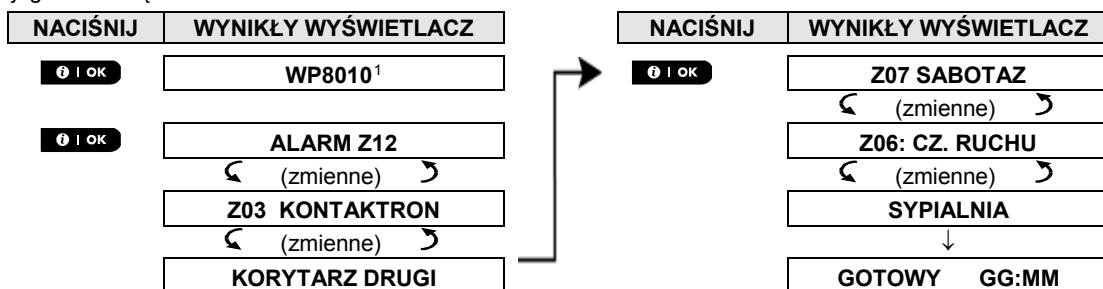 NACIŚNIJ WYNIKŁY WYŚWIETLACZ
i | OK WP8010¹
i | OK ALARM Z12
(zmienne)
Z03 KONTAKTRON
(zmienne)
KORYTARZ DRUGI
NACIŚNIJ WYNIKŁY WYŚWIETLACZ
i | OK Z07 SABOTAZ
(zmienne)
Z06: CZ. RUCHU
(zmienne)
SYPIALNIA
↓
GOTOWY GG:MM